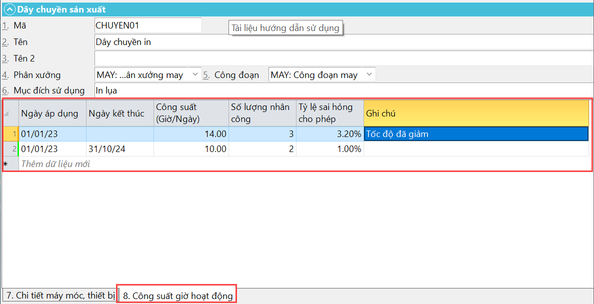 Dây chuyền sản xuất
1. Mã CHUYEN01 Tài liệu hướng dẫn sử dụng
2. Tên Dây chuyền in
3. Tên 2
4. Phân xưởng MAY: ...ân xưởng may 5. Công đoạn MAY: Công đoạn may
6. Mục đích sử dụng In lụa
Ngày áp dụng Ngày kết thúc Công suất (Giờ/Ngày) Số lượng nhân công Tỷ lệ sai hỏng cho phép Ghi chú
1 01/01/23 14.00 3 3.20% Tốc độ đã giảm
2 01/01/23 31/10/24 10.00 2 1.00%
Thêm dữ liệu mới
7. Chi tiết máy móc, thiết bị 8. Công suất giờ hoạt động